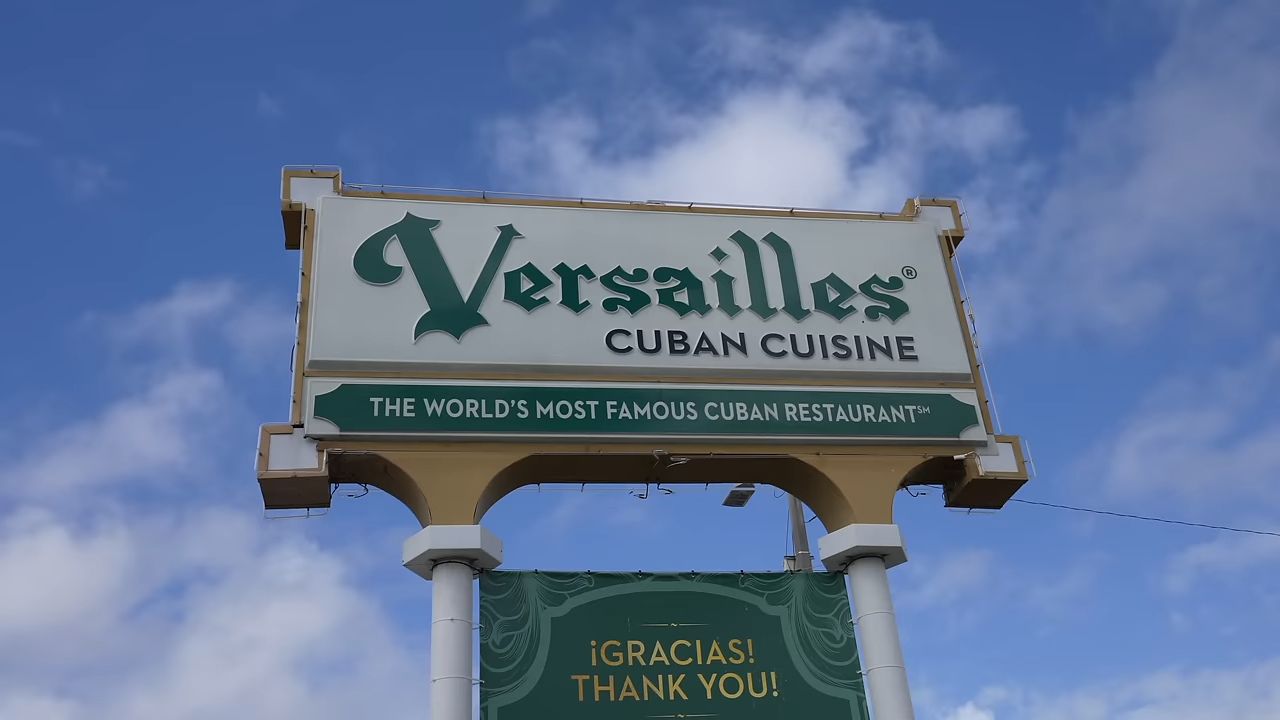 Versailles®
CUBAN CUISINE
THE WORLD'S MOST FAMOUS CUBAN RESTAURANT℠
¡GRACIAS!
THANK YOU!